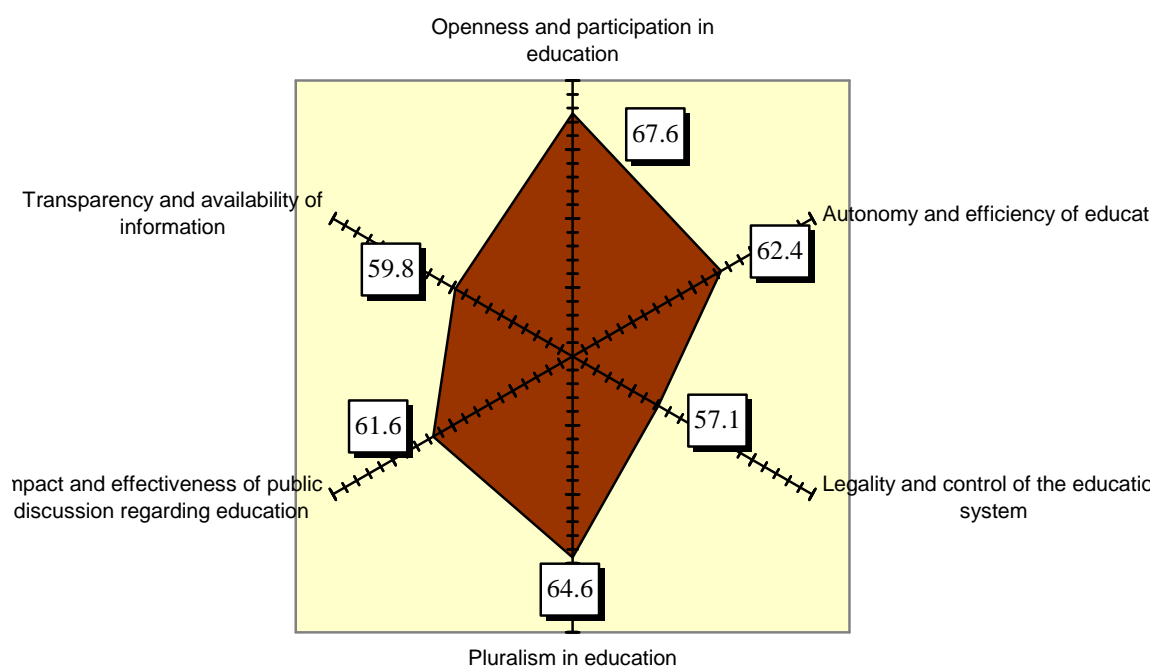 Openness and participation in
education
67.6
Transparency and availability of
information
Autonomy and efficiency of educat
62.4
59.8
61.6
57.1
mpact and effectiveness of public
discussion regarding education
Legality and control of the educatio
system
64.6
Pluralism in education